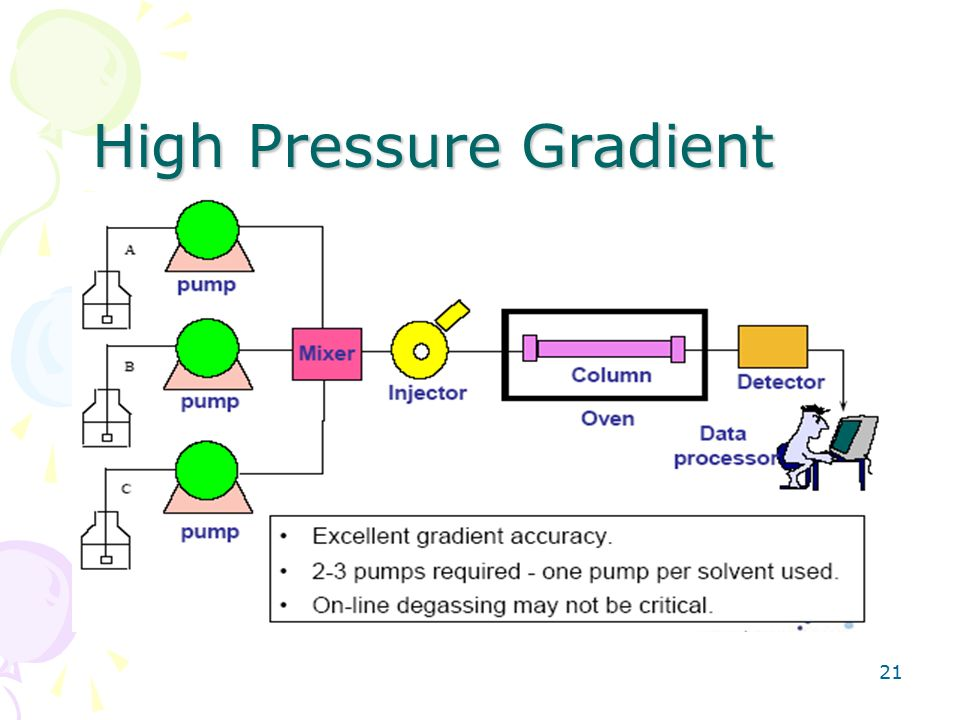 High Pressure Gradient
A
pump
B
pump
C
pump
Mixer
Injector
Column
Oven
Detector
Data
processor
• Excellent gradient accuracy.
• 2-3 pumps required - one pump per solvent used.
• On-line degassing may not be critical.
21